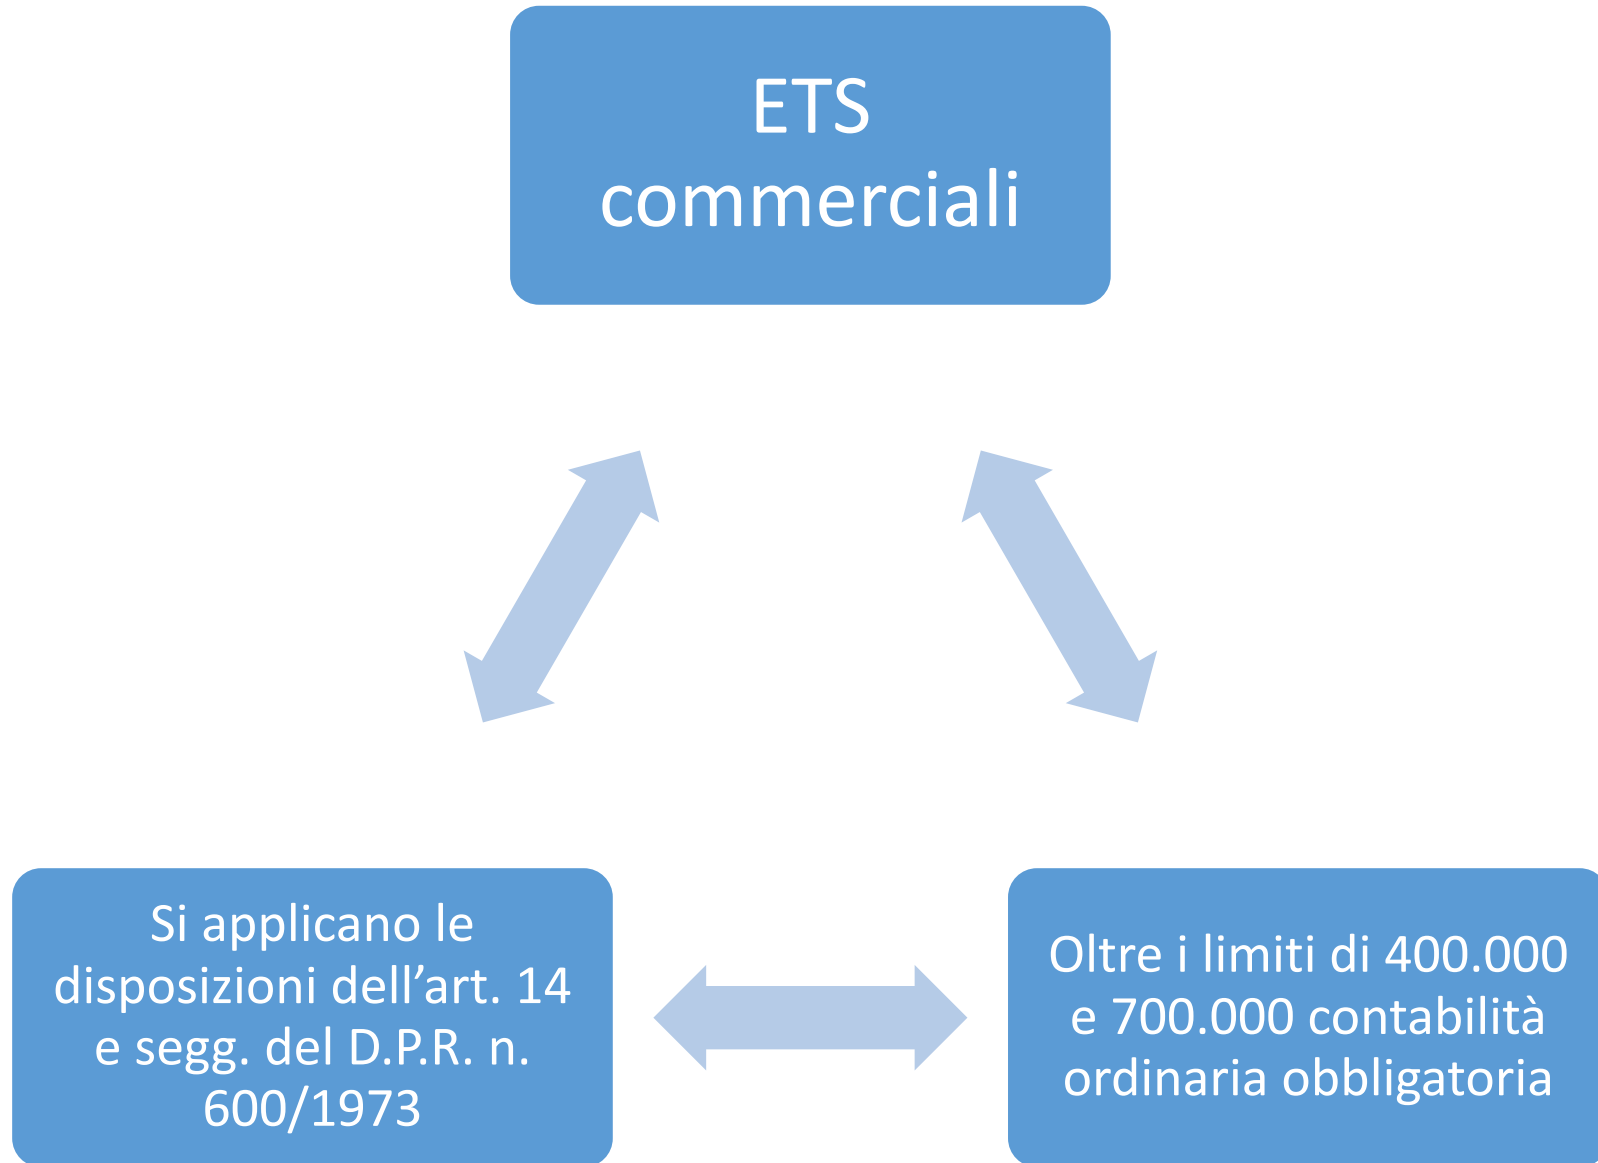 ETS
commerciali
Si applicano le
disposizioni dell’art. 14
e segg. del D.P.R. n.
600/1973
Oltre i limiti di 400.000
e 700.000 contabilità
ordinaria obbligatoria